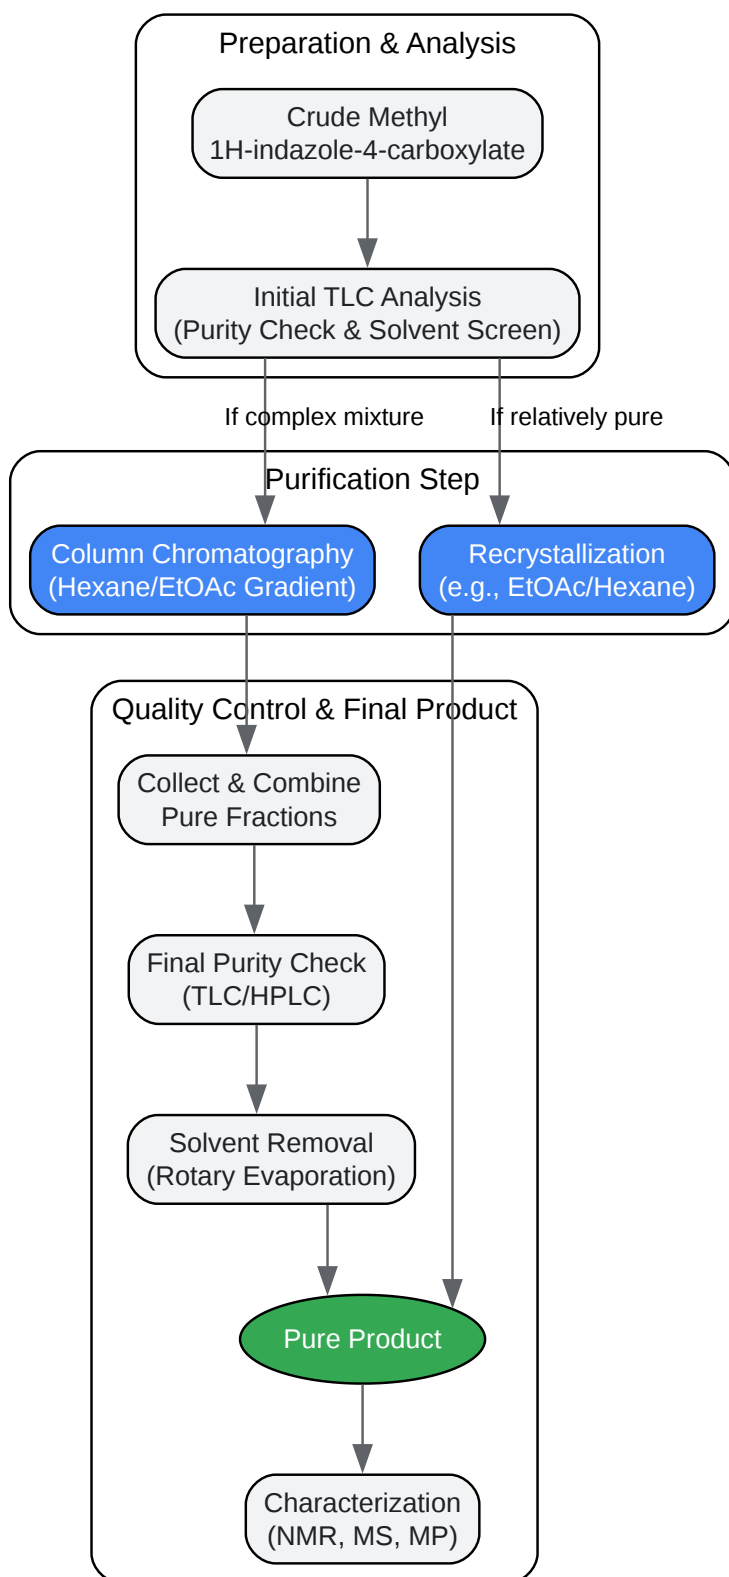 Preparation & Analysis
Crude Methyl
1H-indazole-4-carboxylate
Initial TLC Analysis
(Purity Check & Solvent Screen)
If complex mixture
If relatively pure
Purification Step
Column Chromatography
(Hexane/EtOAc Gradient)
Recrystallization
(e.g., EtOAc/Hexane)
Quality Control & Final Product
Collect & Combine
Pure Fractions
Final Purity Check
(TLC/HPLC)
Solvent Removal
(Rotary Evaporation)
Pure Product
Characterization
(NMR, MS, MP)